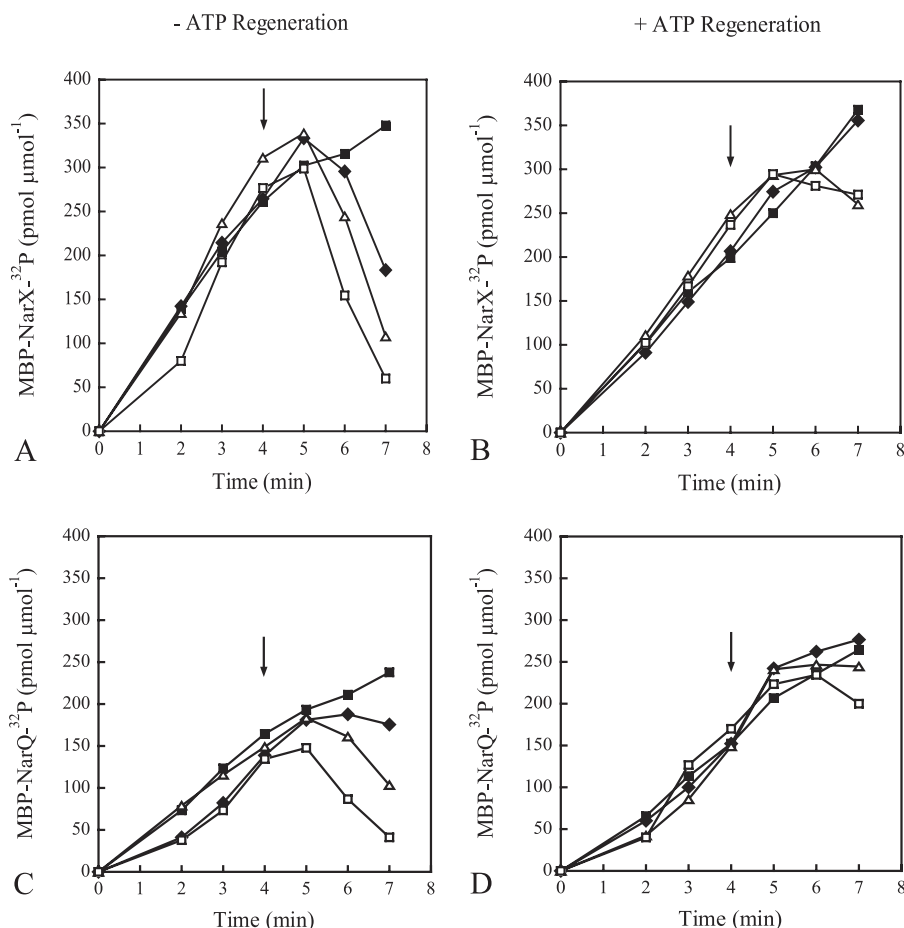 - ATP Regeneration
+ ATP Regeneration
400
350
300
250
200
150
100
50
0
MBP-NarX-³²P (pmol µmol⁻¹)
0 1 2 3 4 5 6 7 8
A
Time (min)
400
350
300
250
200
150
100
50
0
MBP-NarX-³²P (pmol µmol⁻¹)
0 1 2 3 4 5 6 7 8
B
Time (min)
400
350
300
250
200
150
100
50
0
MBP-NarQ-³²P (pmol µmol⁻¹)
0 1 2 3 4 5 6 7 8
C
Time (min)
400
350
300
250
200
150
100
50
0
MBP-NarQ-³²P (pmol µmol⁻¹)
0 1 2 3 4 5 6 7 8
D
Time (min)